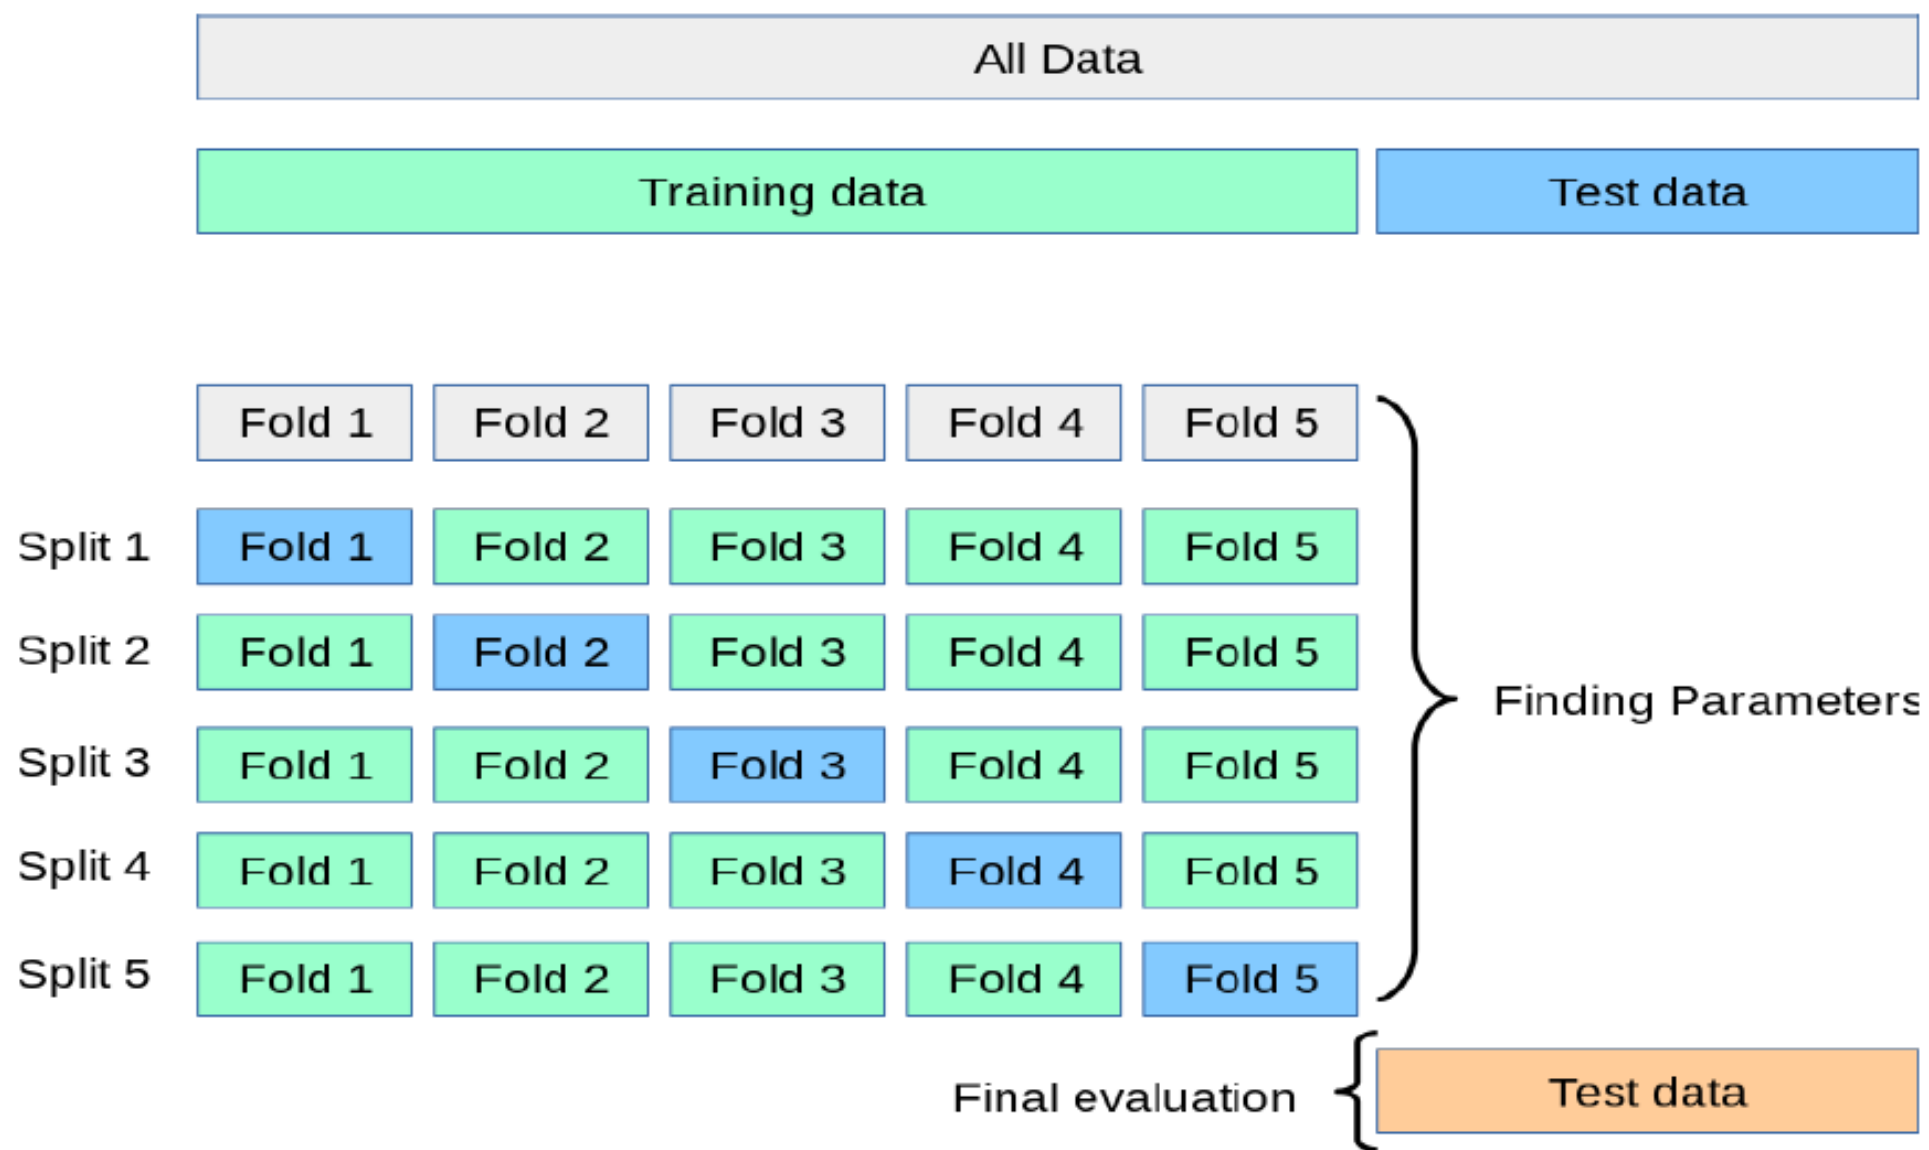 All Data
Training data Test data
Fold 1 Fold 2 Fold 3 Fold 4 Fold 5
Split 1 Fold 1 Fold 2 Fold 3 Fold 4 Fold 5
Split 2 Fold 1 Fold 2 Fold 3 Fold 4 Fold 5
Finding Parameters
Split 3 Fold 1 Fold 2 Fold 3 Fold 4 Fold 5
Split 4 Fold 1 Fold 2 Fold 3 Fold 4 Fold 5
Split 5 Fold 1 Fold 2 Fold 3 Fold 4 Fold 5
Final evaluation Test data